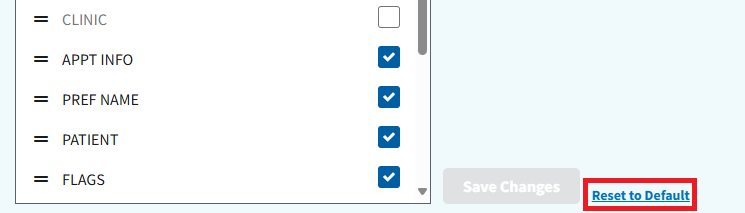 CLINIC
APPT INFO
PREF NAME
PATIENT
FLAGS
Save Changes
Reset to Default